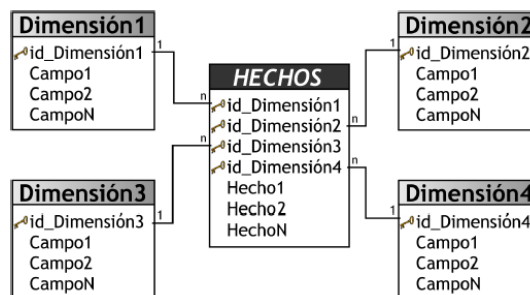 Dimensión1
id_Dimensión1
Campo1
Campo2
CampoN
1
n
HECHOS
id_Dimensión1
id_Dimensión2
id_Dimensión3
id_Dimensión4
Hecho1
Hecho2
HechoN
n
n
n
Dimensión2
id_Dimensión2
Campo1
Campo2
CampoN
1
Dimensión3
id_Dimensión3
Campo1
Campo2
CampoN
1
Dimensión4
id_Dimensión4
Campo1
Campo2
CampoN
1